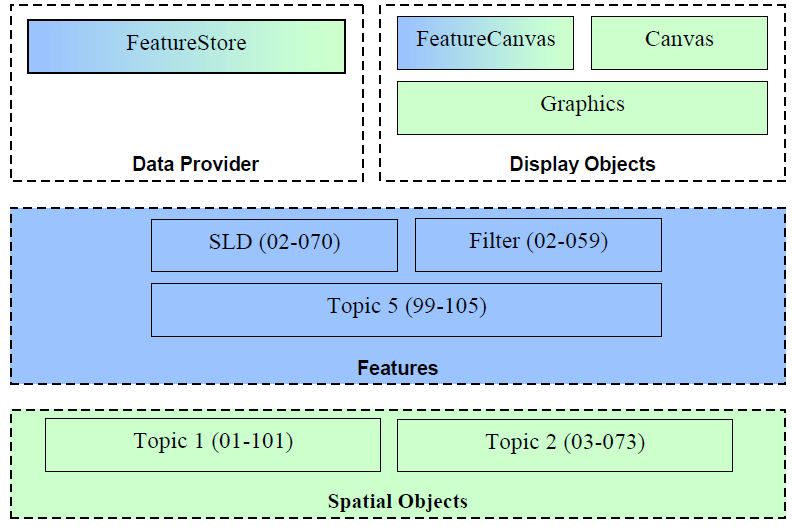 FeatureStore
Data Provider
FeatureCanvas
Canvas
Graphics
Display Objects
SLD (02-070)
Filter (02-059)
Topic 5 (99-105)
Features
Topic 1 (01-101)
Topic 2 (03-073)
Spatial Objects